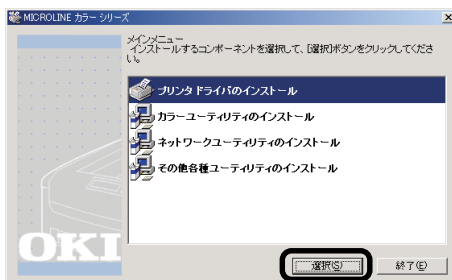 MICROLINE カラー シリーズ
メインメニュー
インストールするコンポーネントを選択して、[選択]ボタンをクリックしてくださ
い。
プリンタ ドライバのインストール
カラーユーティリティのインストール
ネットワークユーティリティのインストール
その他各種ユーティリティのインストール
OKI
選択(S)
終了(E)